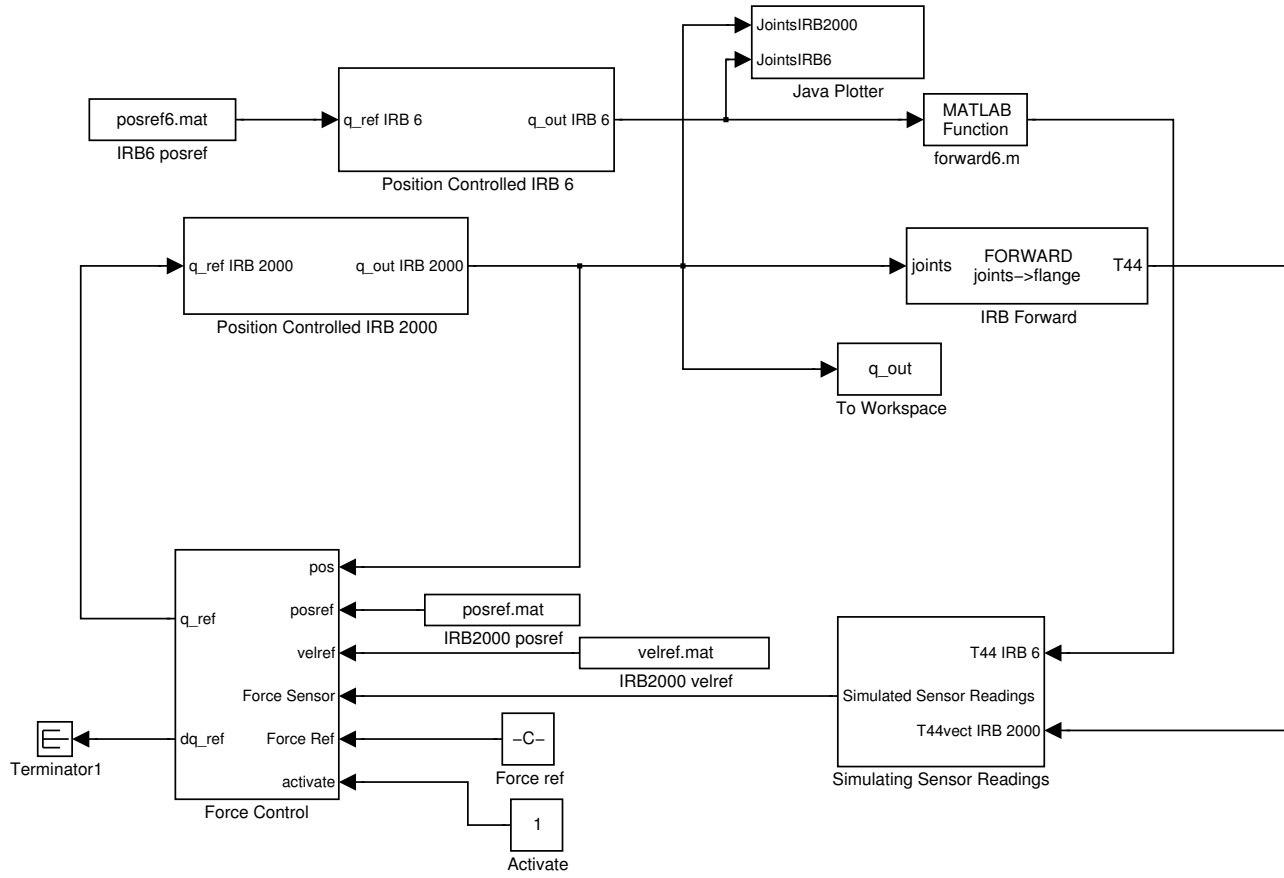 JointsIRB2000
JointsIRB6
Java Plotter
posref6.mat
IRB6 posref
q_ref IRB 6
q_out IRB 6
Position Controlled IRB 6
MATLAB
Function
forward6.m
q_ref IRB 2000
q_out IRB 2000
Position Controlled IRB 2000
joints
FORWARD
joints−>flange
T44
IRB Forward
q_out
To Workspace
pos
posref
velref
Force Sensor
Force Ref
activate
q_ref
dq_ref
Force Control
posref.mat
IRB2000 posref
velref.mat
IRB2000 velref
−C−
Force ref
1
Activate
Terminator1
T44 IRB 6
Simulated Sensor Readings
T44vect IRB 2000
Simulating Sensor Readings